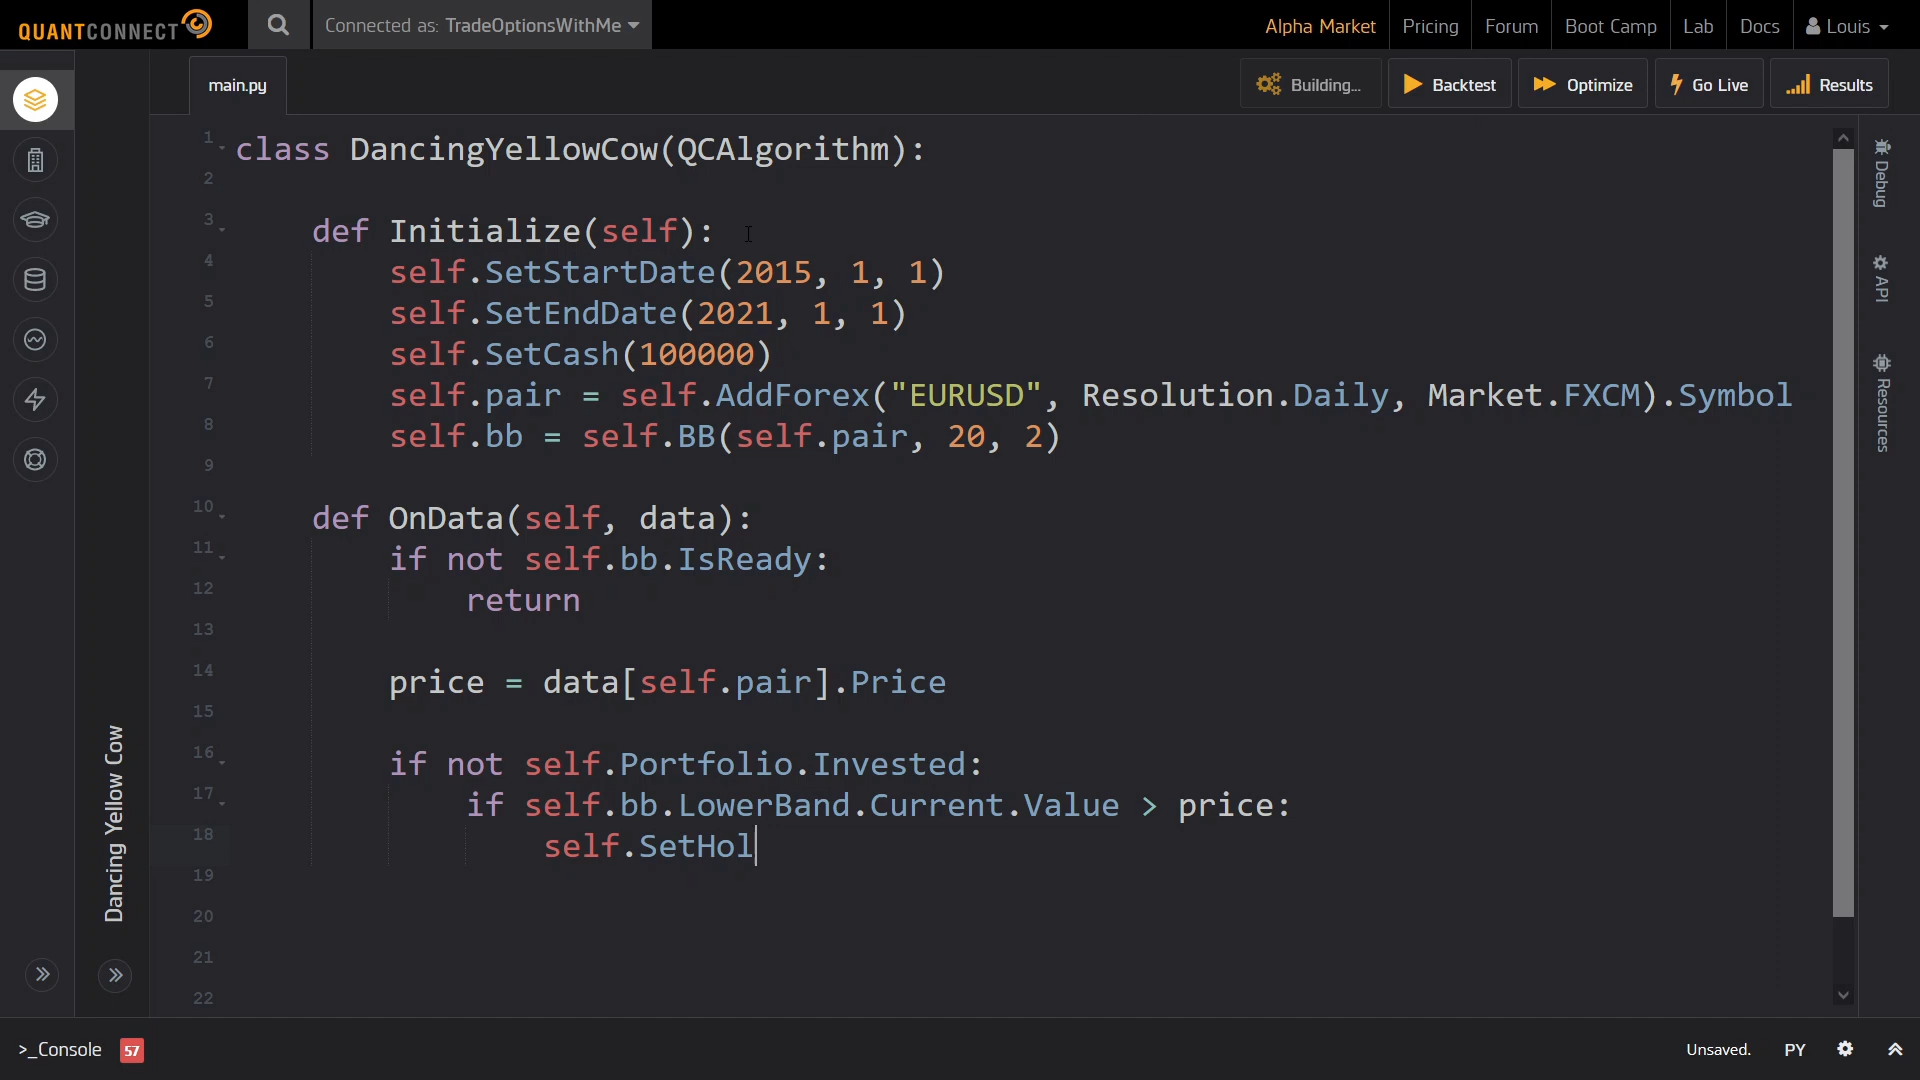 QUANTCONNECT
Connected as: TradeOptionsWithMe
Alpha Market
Pricing
Forum
Boot Camp
Lab
Docs
Louis
main.py
Building...
Backtest
Optimize
Go Live
Results
1 class DancingYellowCow(QCAlgorithm):
2
3     def Initialize(self):
4         self.SetStartDate(2015, 1, 1)
5         self.SetEndDate(2021, 1, 1)
6         self.SetCash(100000)
7         self.pair = self.AddForex("EURUSD", Resolution.Daily, Market.FXCM).Symbol
8         self.bb = self.BB(self.pair, 20, 2)
9
10     def OnData(self, data):
11         if not self.bb.IsReady:
12             return
13
14         price = data[self.pair].Price
15
16         if not self.Portfolio.Invested:
17             if self.bb.LowerBand.Current.Value > price:
18                 self.SetHol
19
20
21
22
Dancing Yellow Cow
Debug
API
Resources
>_Console
57
Unsaved.
PY